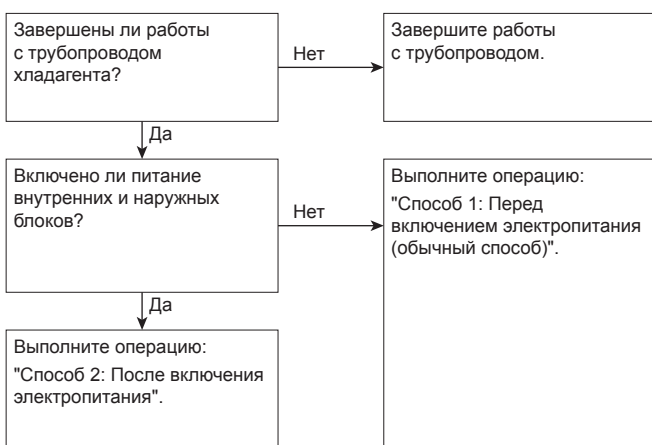 Завершены ли работы
с трубопроводом
хладагента?
Нет
Завершите работы
с трубопроводом.
Да
Включено ли питание
внутренних и наружных
блоков?
Нет
Выполните операцию:
"Способ 1: Перед
включением электропитания
(обычный способ)".
Да
Выполните операцию:
"Способ 2: После включения
электропитания".